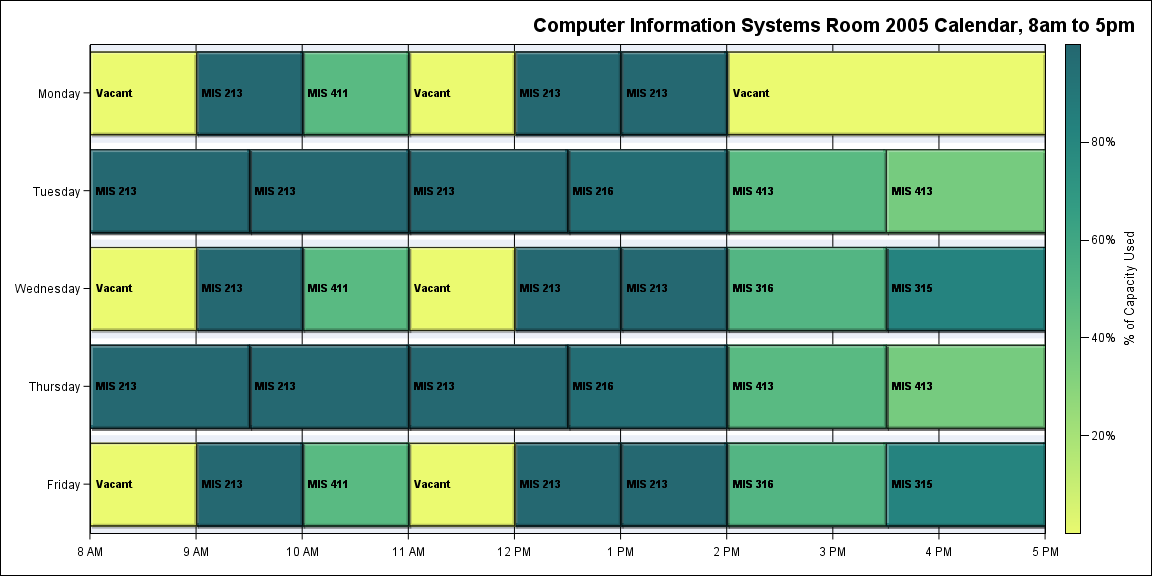 Computer Information Systems Room 2005 Calendar, 8am to 5pm
Monday
Vacant
MIS 213
MIS 411
Vacant
MIS 213
MIS 213
Vacant
Tuesday
MIS 213
MIS 213
MIS 213
MIS 216
MIS 413
MIS 413
Wednesday
Vacant
MIS 213
MIS 411
Vacant
MIS 213
MIS 213
MIS 316
MIS 315
Thursday
MIS 213
MIS 213
MIS 213
MIS 216
MIS 413
MIS 413
Friday
Vacant
MIS 213
MIS 411
Vacant
MIS 213
MIS 213
MIS 316
MIS 315
8 AM
9 AM
10 AM
11 AM
12 PM
1 PM
2 PM
3 PM
4 PM
5 PM
80%
60%
40%
20%
% of Capacity Used